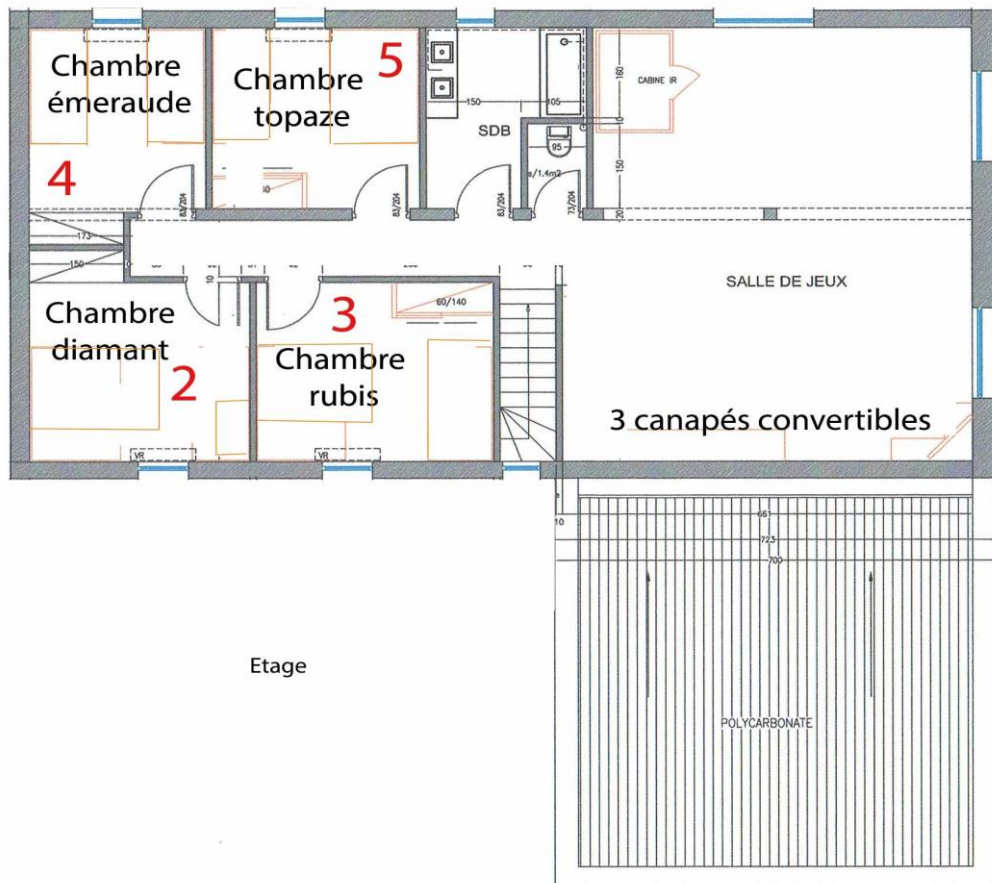 Chambre
émeraude
4
Chambre
topaze
5
150
105
SDB
95
160
150
20
CABINE IR
83/204
83/204
83/204
73/204
173
150
10
Chambre
diamant
2
VR
3
Chambre
rubis
60/140
VR
SALLE DE JEUX
3 canapés convertibles
10
681
723
700
Etage
POLYCARBONATE